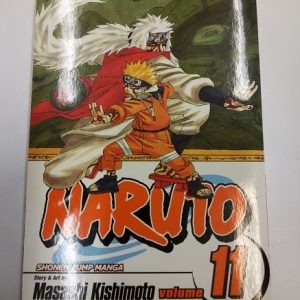 NARUTO
SHONEN JUMP MANGA
Story & Art by
Masashi Kishimoto volume 11